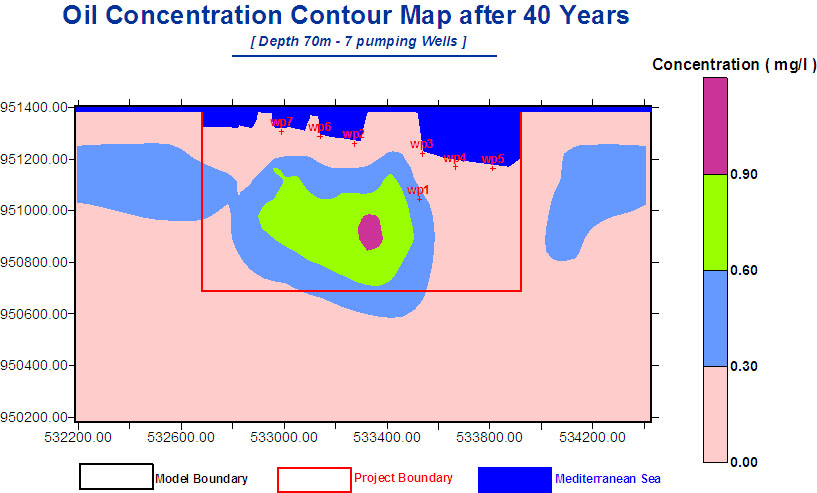 Oil Concentration Contour Map after 40 Years
[ Depth 70m - 7 pumping Wells ]
Concentration ( mg/l )
951400.00
951200.00
951000.00
950800.00
950600.00
950400.00
950200.00
wp7
wp6
wp2
wp3
wp4
wp5
wp1
0.90
0.60
0.30
0.00
532200.00 532600.00 533000.00 533400.00 533800.00 534200.00
Model Boundary Project Boundary Mediterranean Sea